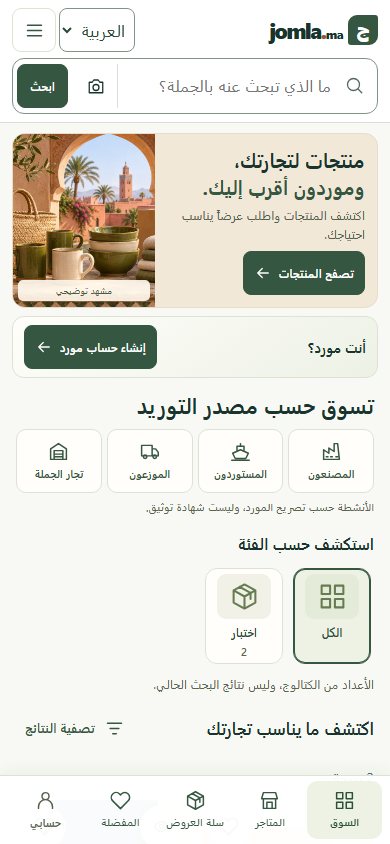 ج
jomla.ma
العربية
ما الذي تبحث عنه بالجملة؟
ابحث
منتجات لتجارتك،
وموردون أقرب إليك.
اكتشف المنتجات واطلب عرضاً يناسب
احتياجك.
تصفح المنتجات
مشهد توضيحي
أنت مورد؟
إنشاء حساب مورد
تسوق حسب مصدر التوريد
المصنعون
المستوردون
الموزعون
تجار الجملة
الأنشطة حسب تصريح المورد، وليست شهادة توثيق.
استكشف حسب الفئة
الكل
اختبار
2
الأعداد من الكتالوج، وليس نتائج البحث الحالي.
اكتشف ما يناسب تجارتك
تصفية النتائج
السوق
المتاجر
سلة العروض
المفضلة
حسابي